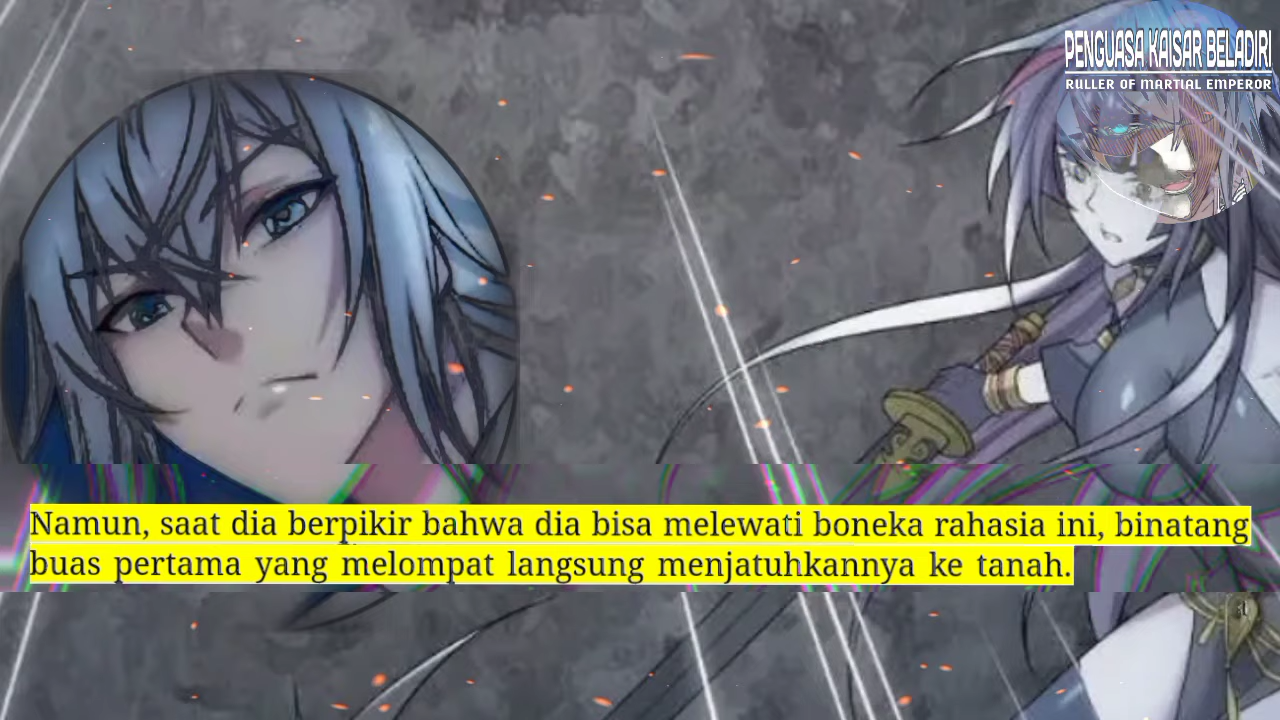 PENGUASA KAISAR BELADIRI
RULLER OF MARTIAL EMPEROR
Namun, saat dia berpikir bahwa dia bisa melewati boneka rahasia ini, binatang
buas pertama yang melompat langsung menjatuhkannya ke tanah.